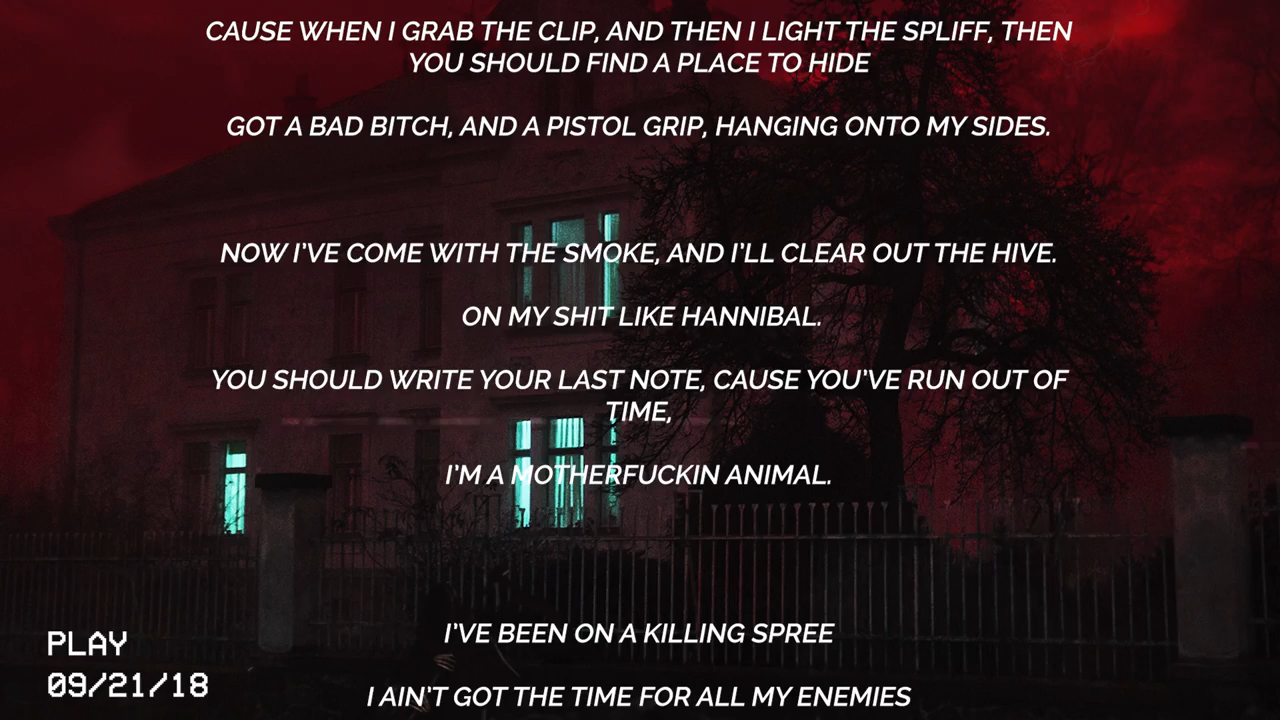 CAUSE WHEN I GRAB THE CLIP, AND THEN I LIGHT THE SPLIFF, THEN
YOU SHOULD FIND A PLACE TO HIDE
GOT A BAD BITCH, AND A PISTOL GRIP, HANGING ONTO MY SIDES.
NOW I'VE COME WITH THE SMOKE, AND I'LL CLEAR OUT THE HIVE.
ON MY SHIT LIKE HANNIBAL.
YOU SHOULD WRITE YOUR LAST NOTE, CAUSE YOU'VE RUN OUT OF
TIME,
I'M A MOTHERFUCKIN ANIMAL.
I'VE BEEN ON A KILLING SPREE
I AIN'T GOT THE TIME FOR ALL MY ENEMIES
PLAY
09/21/18